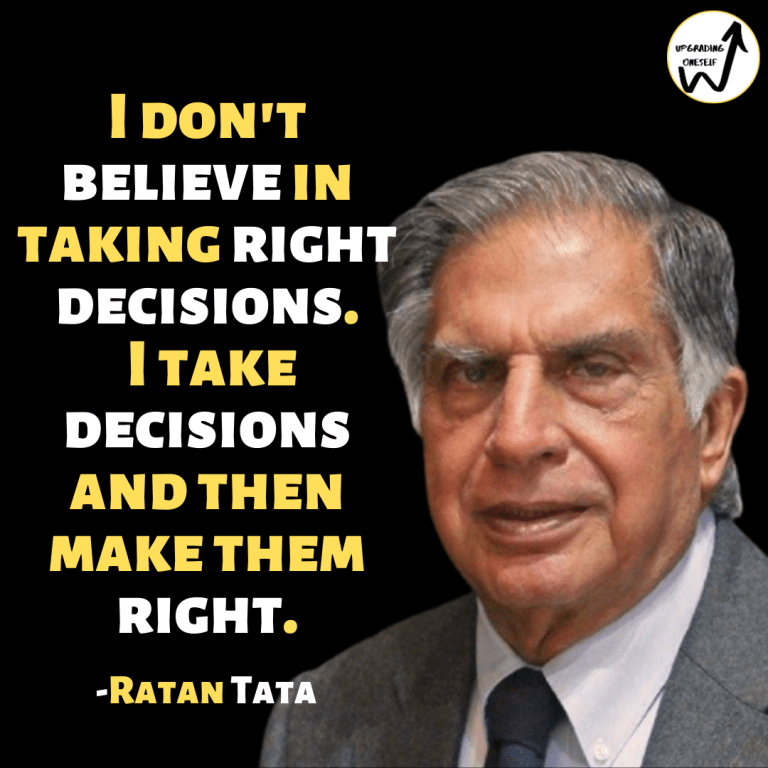 UPGRADING
ONESELF
I DON'T
BELIEVE IN
TAKING RIGHT
DECISIONS.
I TAKE
DECISIONS
AND THEN
MAKE THEM
RIGHT.
-RATAN TATA